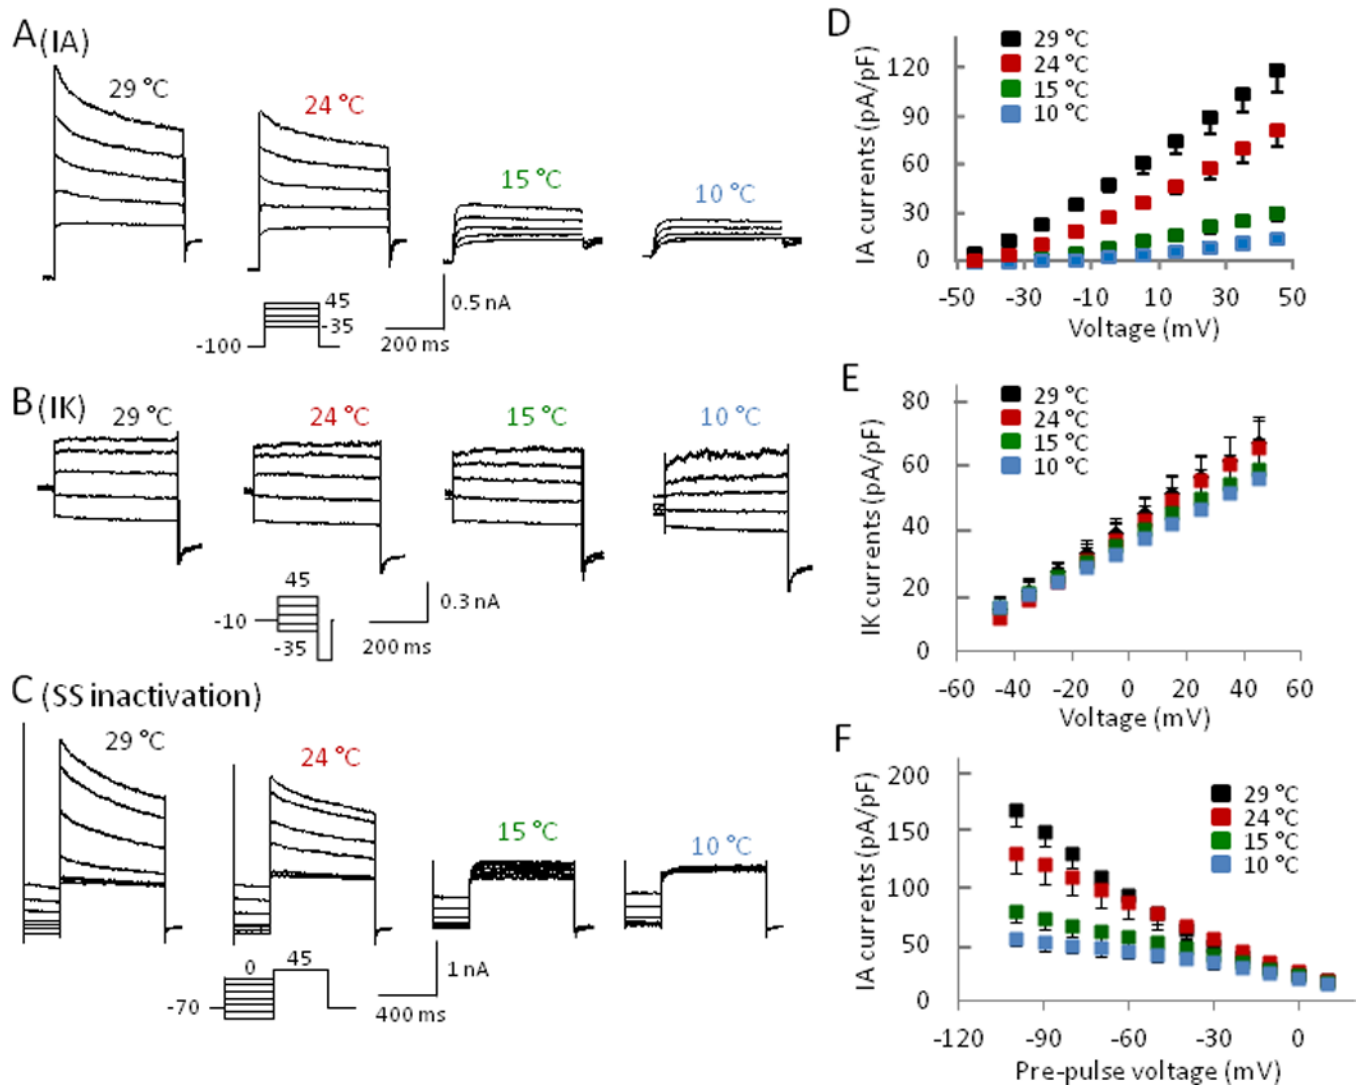 A (IA)
29 °C
24 °C
15 °C
10 °C
45
-35
-100
0.5 nA
200 ms
B (IK)
29 °C
24 °C
15 °C
10 °C
45
-10
-35
0.3 nA
200 ms
C (SS inactivation)
29 °C
24 °C
15 °C
10 °C
0
45
-70
1 nA
400 ms
D
29 °C
24 °C
15 °C
10 °C
IA currents (pA/pF)
120
90
60
30
0
-50 -30 -10 10 30 50
Voltage (mV)
E
29 °C
24 °C
15 °C
10 °C
IK currents (pA/pF)
80
60
40
20
0
-60 -40 -20 0 20 40 60
Voltage (mV)
F
29 °C
24 °C
15 °C
10 °C
IA currents (pA/pF)
200
150
100
50
0
-120 -90 -60 -30 0
Pre-pulse voltage (mV)